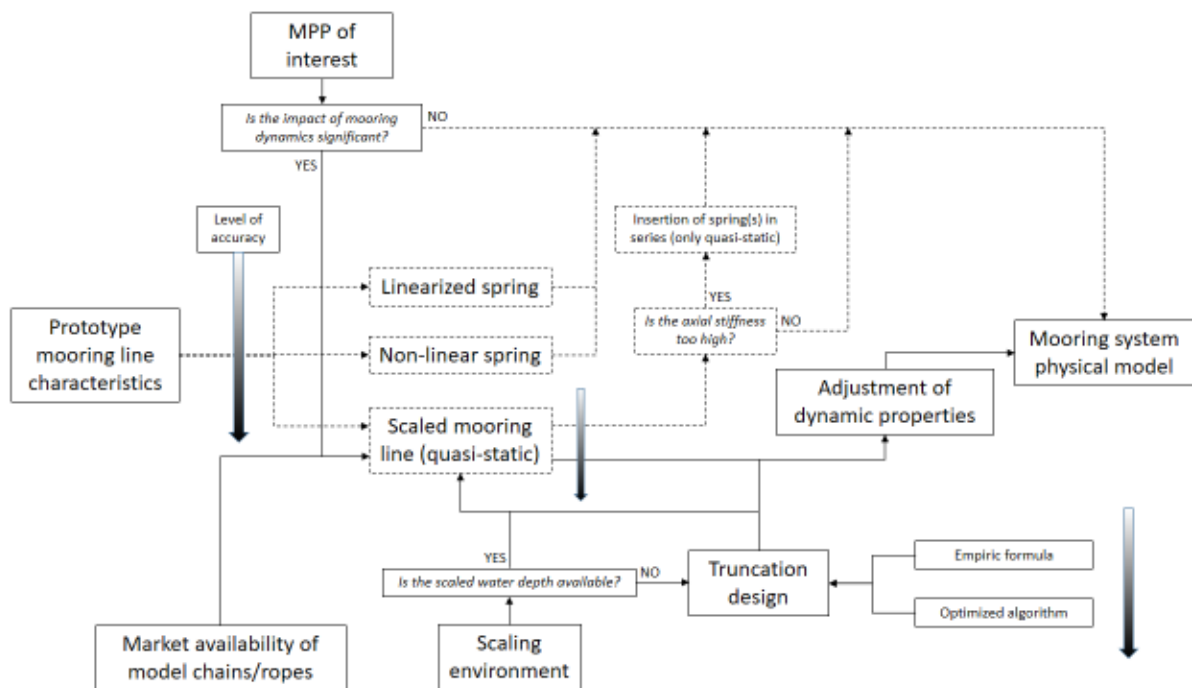 MPP of
interest
Is the impact of mooring
dynamics significant?
NO
YES
Level of
accuracy
Insertion of spring(s) in
series (only quasi-static)
Linearized spring
YES
Prototype
mooring line
characteristics
Non-linear spring
Is the axial stiffness
too high?
NO
Mooring system
physical model
Adjustment of
dynamic properties
Scaled mooring
line (quasi-static)
YES
Is the scaled water depth available?
NO
Truncation
design
Empiric formula
Optimized algorithm
Market availability of
model chains/ropes
Scaling
environment